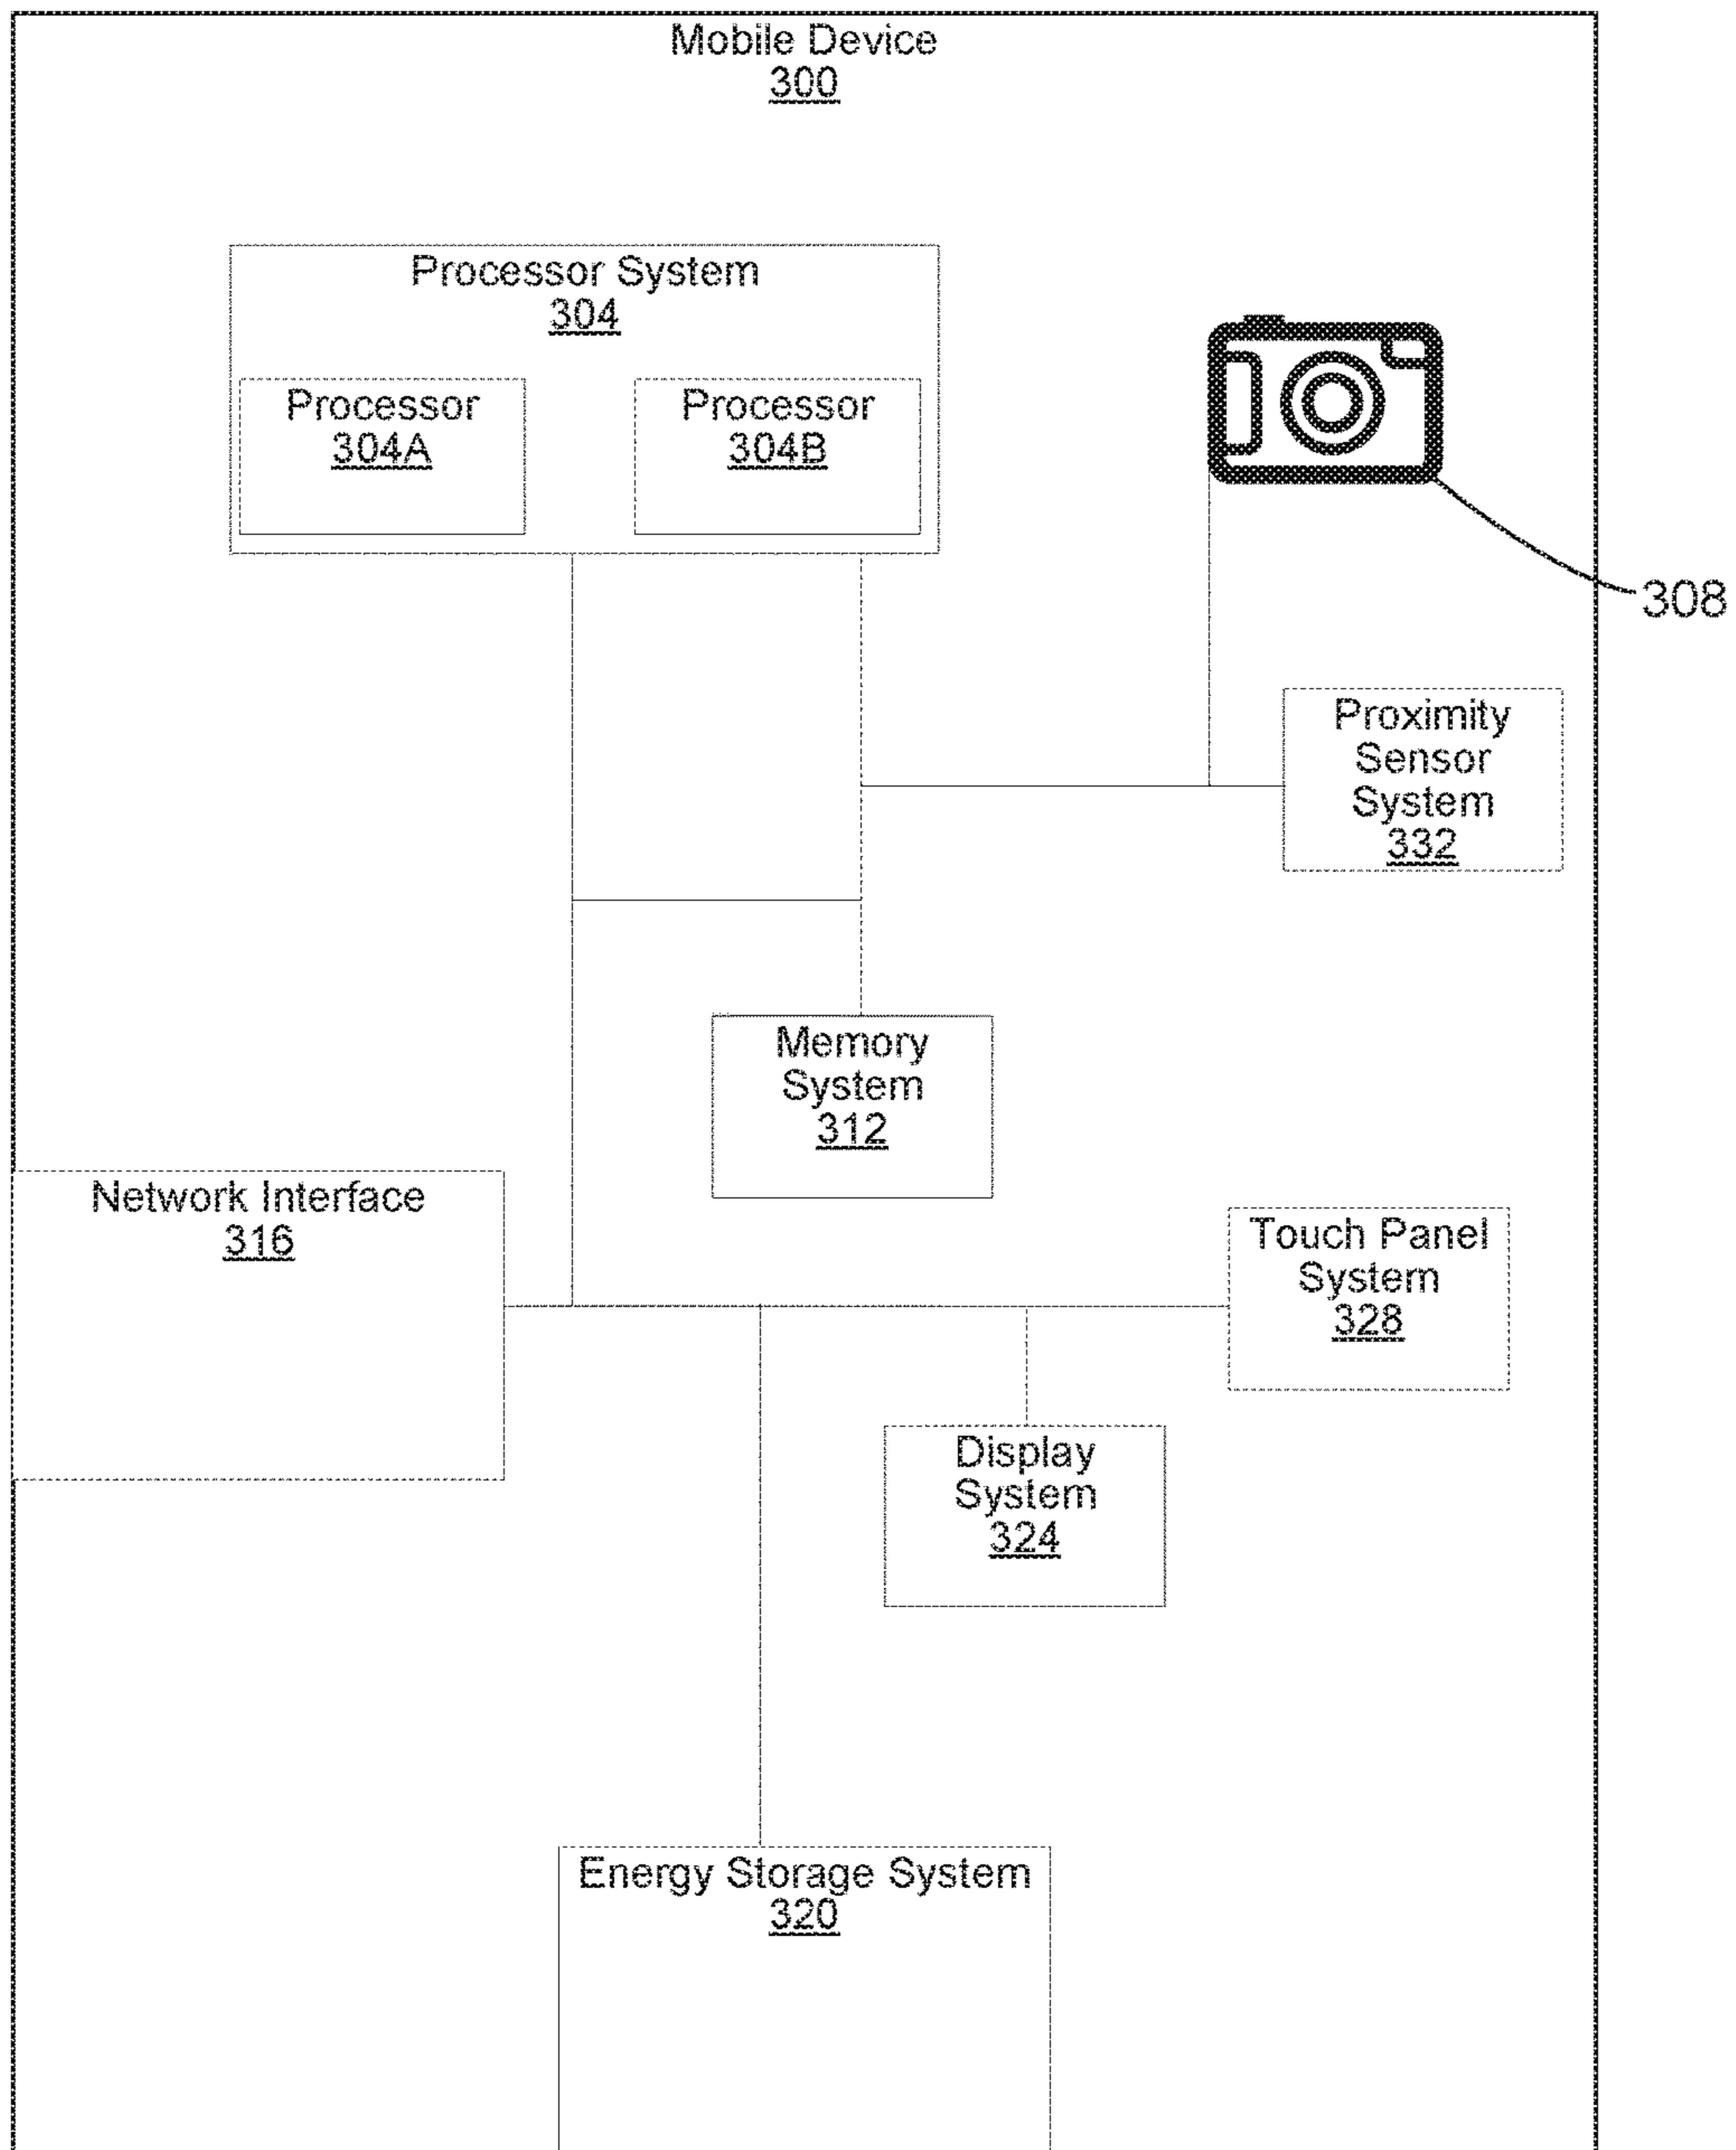 Mobile Device
300
Processor System
304
Processor
304A
Processor
304B
308
Proximity
Sensor
System
332
Memory
System
312
Network Interface
316
Touch Panel
System
328
Display
System
324
Energy Storage System
320